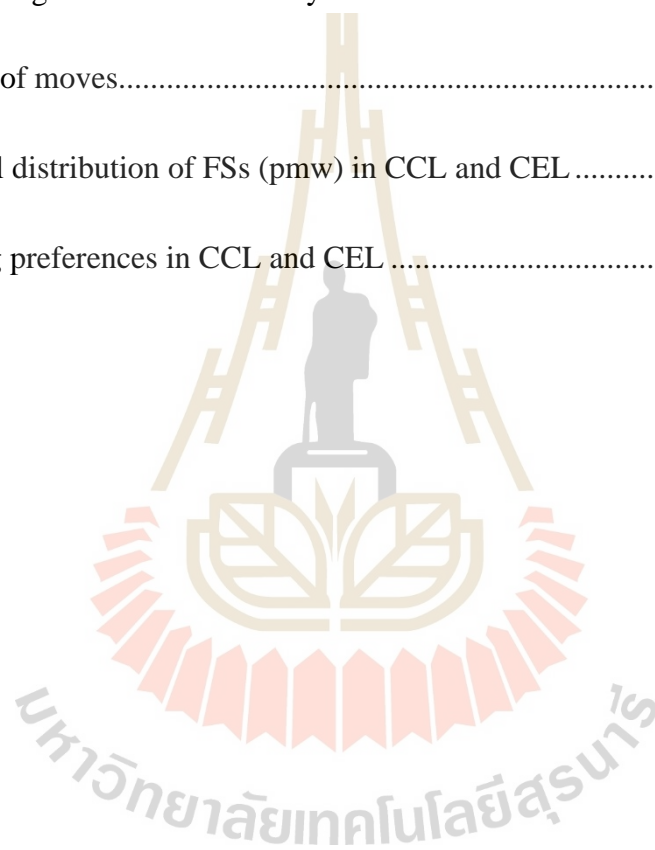 of moves
distribution of FSs (pmw) in CCL and CEL
preferences in CCL and CEL
มหาวิทยาลัยเทคโนโลยีสุรนารี